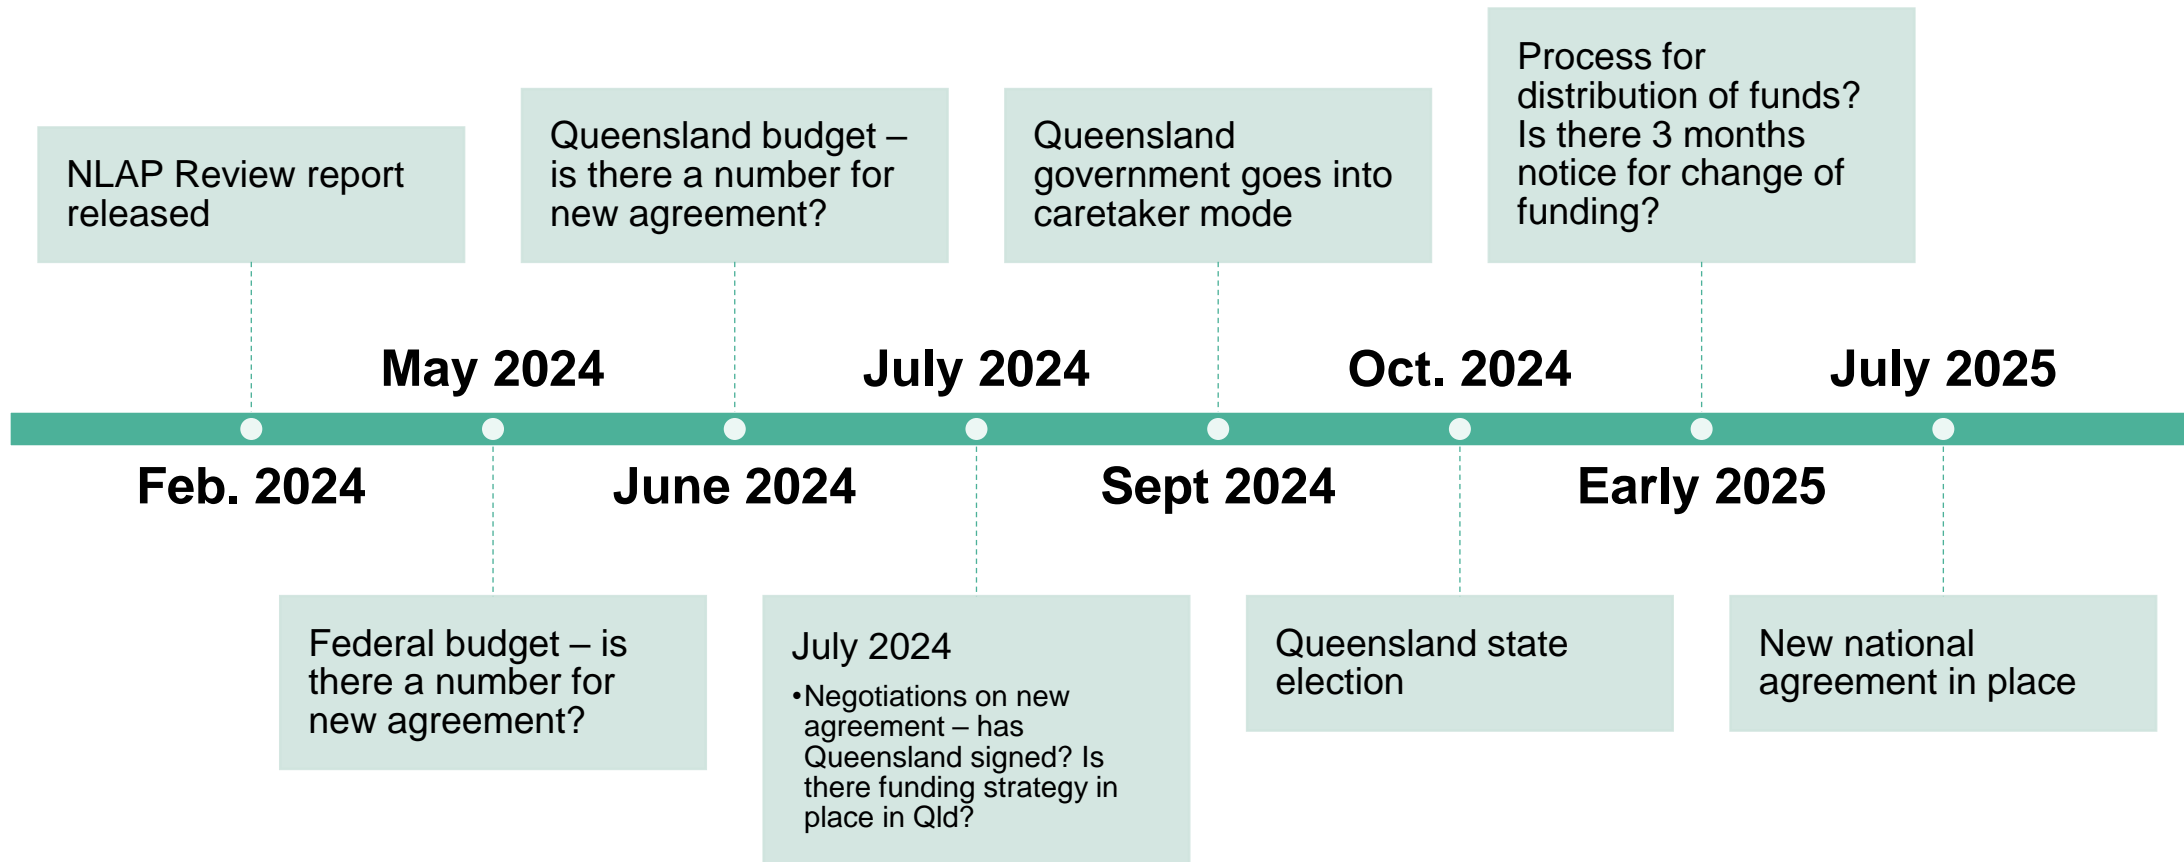 Process for
distribution of funds?
Is there 3 months
notice for change of
funding?
Queensland budget –
is there a number for
new agreement?
Queensland
government goes into
caretaker mode
NLAP Review report
released
May 2024
July 2024
Oct. 2024
July 2025
Feb. 2024
June 2024
Sept 2024
Early 2025
Federal budget – is
there a number for
new agreement?
July 2024
•Negotiations on new
agreement – has
Queensland signed? Is
there funding strategy in
place in Qld?
Queensland state
election
New national
agreement in place